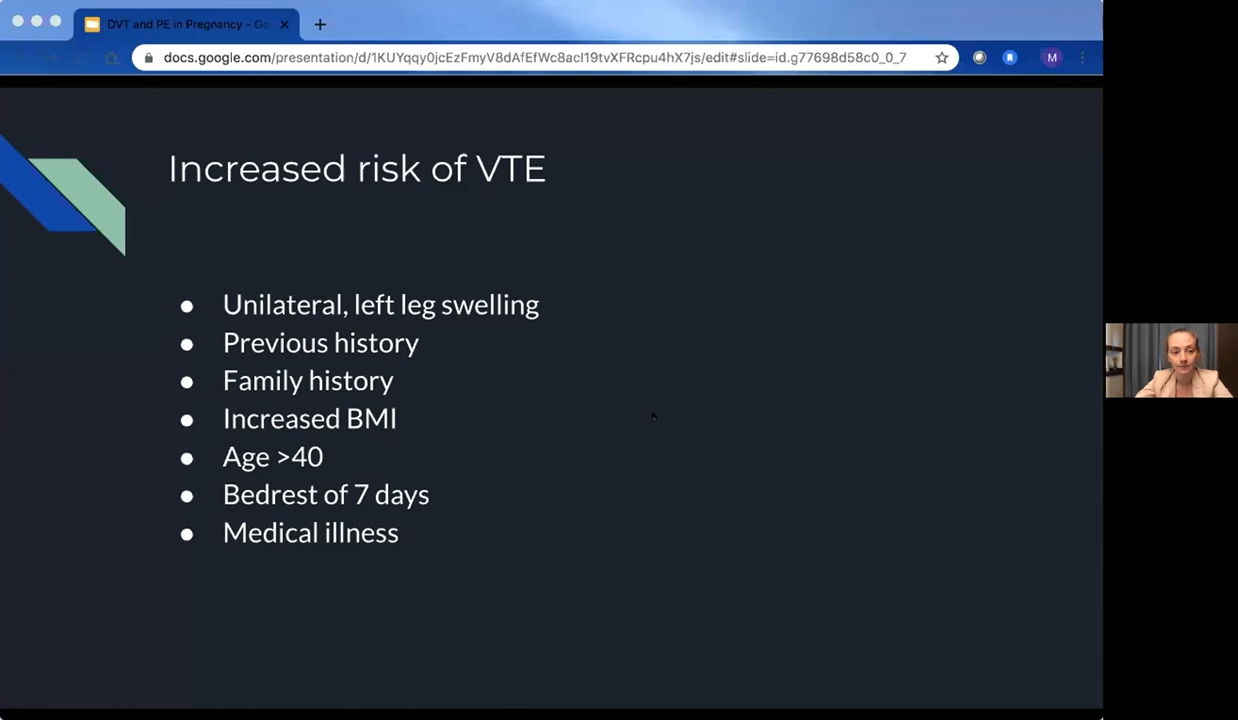 DVT and PE in Pregnancy - Go
docs.google.com/presentation/d/1KUYqqy0jcEzFmyV8dAfEfWc8acI19tvXFRcpu4hX7js/edit#slide=id.g77698d58c0_0_7
M
Increased risk of VTE
● Unilateral, left leg swelling
● Previous history
● Family history
● Increased BMI
● Age >40
● Bedrest of 7 days
● Medical illness